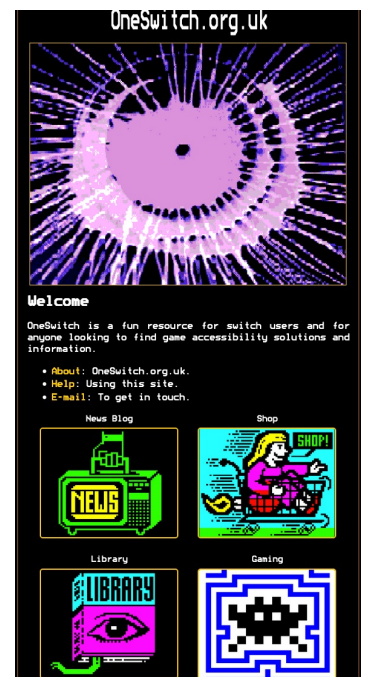 OneSwitch.org.uk
Welcome
OneSwitch is a fun resource for switch users and for
anyone looking to find game accessibility solutions and
information.
• About: OneSwitch.org.uk.
• Help: Using this site.
• E-mail: To get in touch.
News Blog
Shop
NEWS
SHOP!
Library
Gaming
LIBRARY